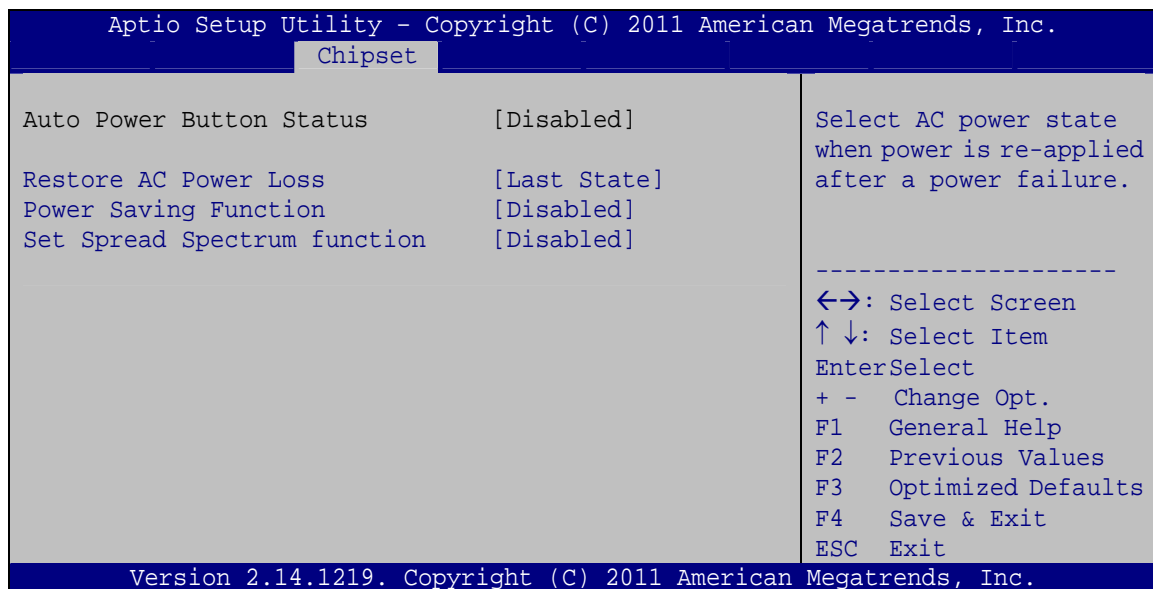 Aptio Setup Utility – Copyright (C) 2011 American Megatrends, Inc.
Chipset
Auto Power Button Status [Disabled]
Restore AC Power Loss [Last State]
Power Saving Function [Disabled]
Set Spread Spectrum function [Disabled]
Select AC power state
when power is re-applied
after a power failure.
---------------------
←→: Select Screen
↑ ↓: Select Item
EnterSelect
+ - Change Opt.
F1 General Help
F2 Previous Values
F3 Optimized Defaults
F4 Save & Exit
ESC Exit
Version 2.14.1219. Copyright (C) 2011 American Megatrends, Inc.